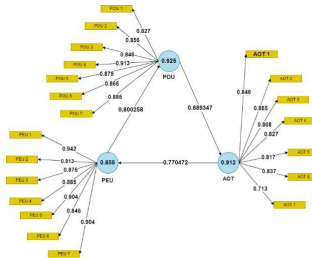 POU 1
POU 2
POU 3
POU 4
POU 5
POU 6
POU 7
0.827
0.856
0.846
0.913
0.876
0.865
0.885
0.925
POU
0,800258
0.689347
AOT 1
AOT 2
AOT 3
AOT 4
AOT 5
AOT 6
AOT 7
0.846
0.865
0.808
0.827
0.817
0.837
0.713
0.912
AOT
0.770472
PEU 1
PEU 2
PEU 3
PEU 4
PEU 5
PEU 6
PEU 7
0.942
0.913
0.875
0.885
0.904
0.846
0.904
0.856
PEU